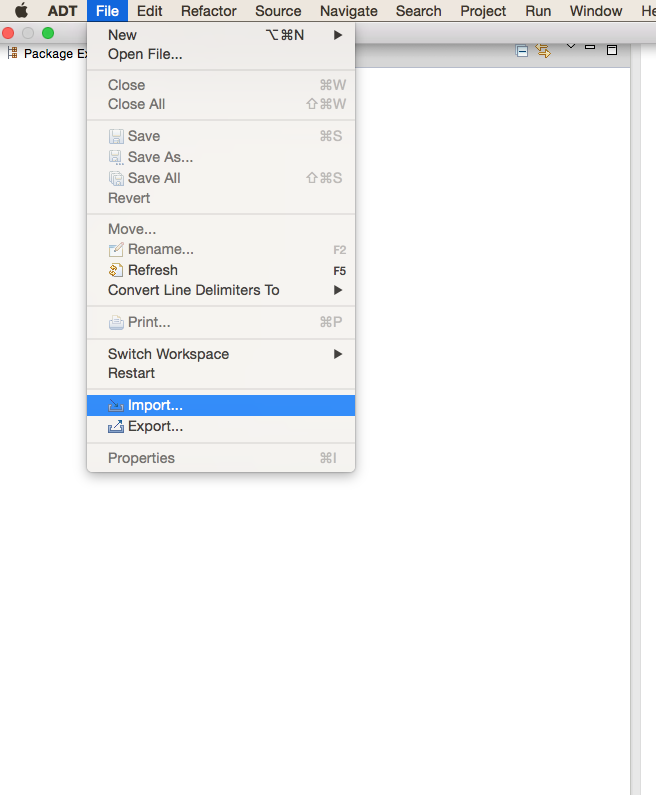 ADT File Edit Refactor Source Navigate Search Project Run Window
Package
New ⌥⌘N ▶
Open File...
Close ⌘W
Close All ⇧⌘W
Save ⌘S
Save As...
Save All ⇧⌘S
Revert
Move...
Rename... F2
Refresh F5
Convert Line Delimiters To ▶
Print... ⌘P
Switch Workspace ▶
Restart
Import...
Export...
Properties ⌘I